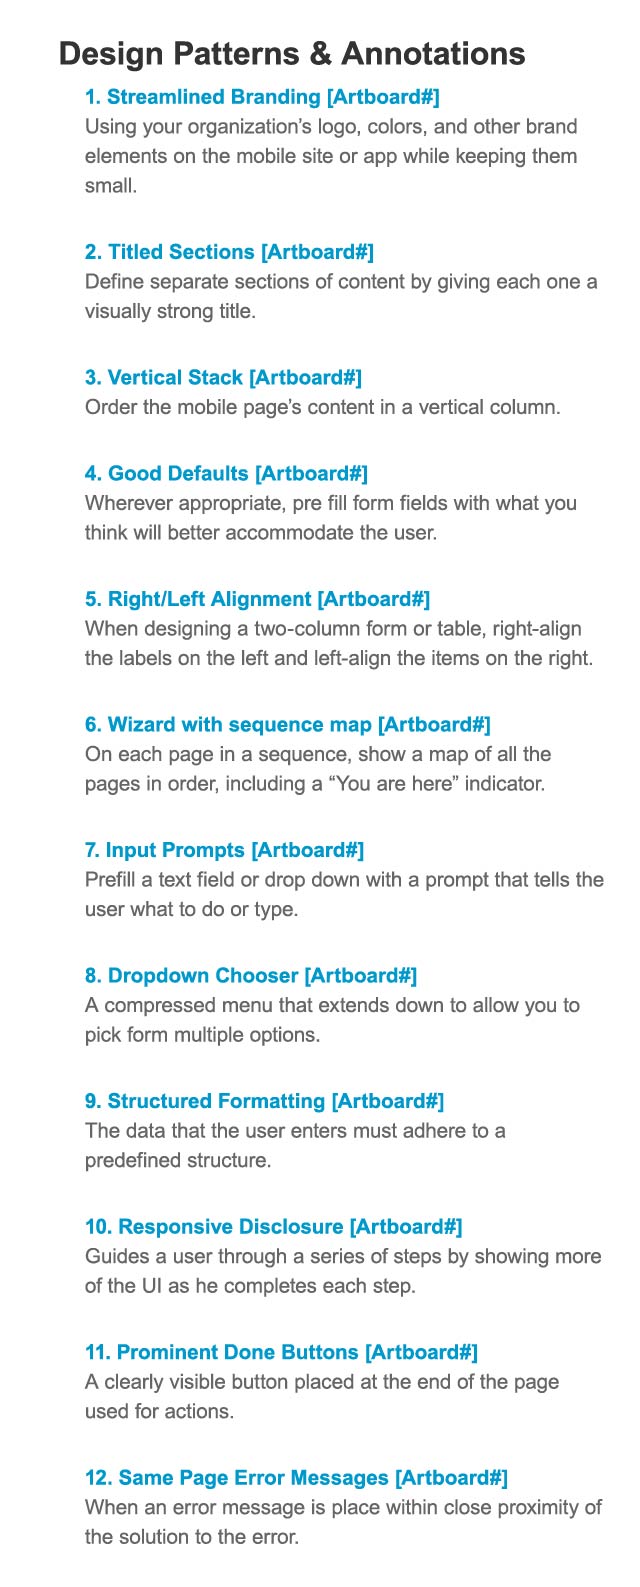 Design Patterns & Annotations
1. Streamlined Branding [Artboard#]
Using your organization’s logo, colors, and other brand
elements on the mobile site or app while keeping them
small.
2. Titled Sections [Artboard#]
Define separate sections of content by giving each one a
visually strong title.
3. Vertical Stack [Artboard#]
Order the mobile page’s content in a vertical column.
4. Good Defaults [Artboard#]
Wherever appropriate, pre fill form fields with what you
think will better accommodate the user.
5. Right/Left Alignment [Artboard#]
When designing a two-column form or table, right-align
the labels on the left and left-align the items on the right.
6. Wizard with sequence map [Artboard#]
On each page in a sequence, show a map of all the
pages in order, including a “You are here” indicator.
7. Input Prompts [Artboard#]
Prefill a text field or drop down with a prompt that tells the
user what to do or type.
8. Dropdown Chooser [Artboard#]
A compressed menu that extends down to allow you to
pick form multiple options.
9. Structured Formatting [Artboard#]
The data that the user enters must adhere to a
predefined structure.
10. Responsive Disclosure [Artboard#]
Guides a user through a series of steps by showing more
of the UI as he completes each step.
11. Prominent Done Buttons [Artboard#]
A clearly visible button placed at the end of the page
used for actions.
12. Same Page Error Messages [Artboard#]
When an error message is place within close proximity of
the solution to the error.